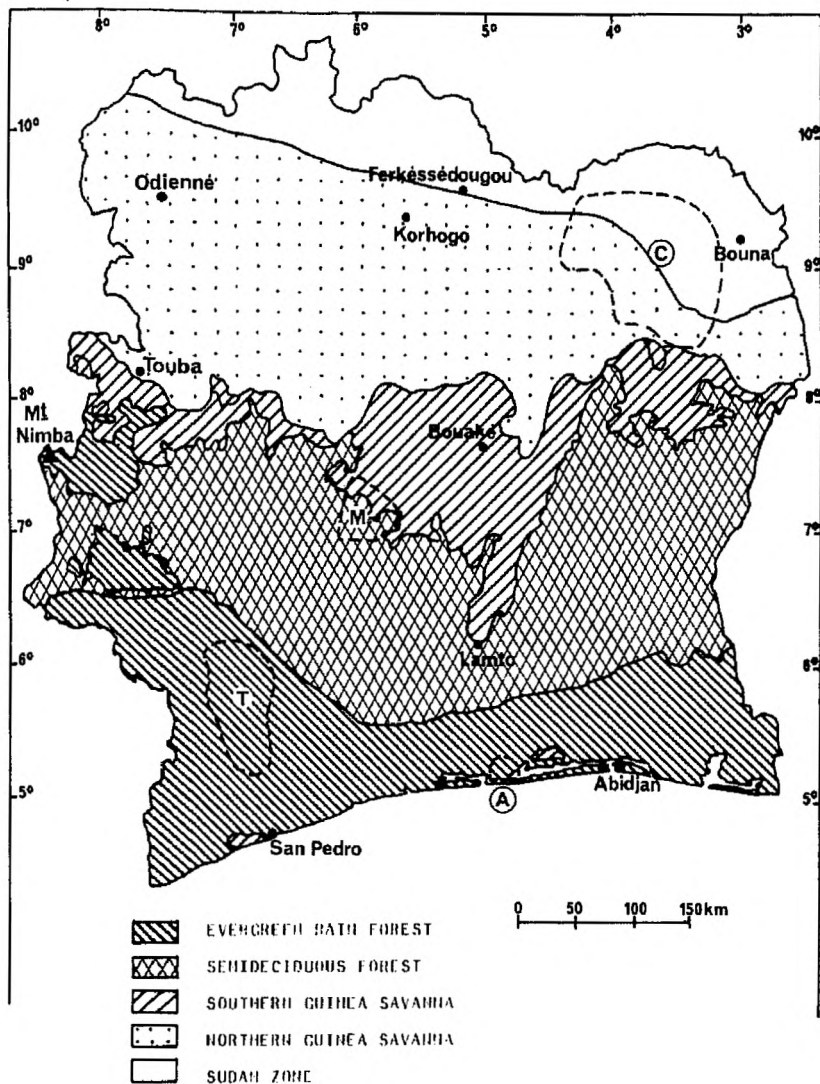 8° 7° 6° 5° 4° 3°
10° 10°
Odienné
Ferkéssédougou
Korhogo
C
Bouna
9° 9°
Touba
8° 8°
Mt
Nimba
Bouaké
7° M 7°
6° Lamto 6°
T
5° Abidjan 5°
A
San Pedro
0 50 100 150km
EVERGREEN RAIN FOREST
SEMIDECIDUOUS FOREST
SOUTHERN GUINEA SAVANNA
NORTHERN GUINEA SAVANNA
SUDAN ZONE